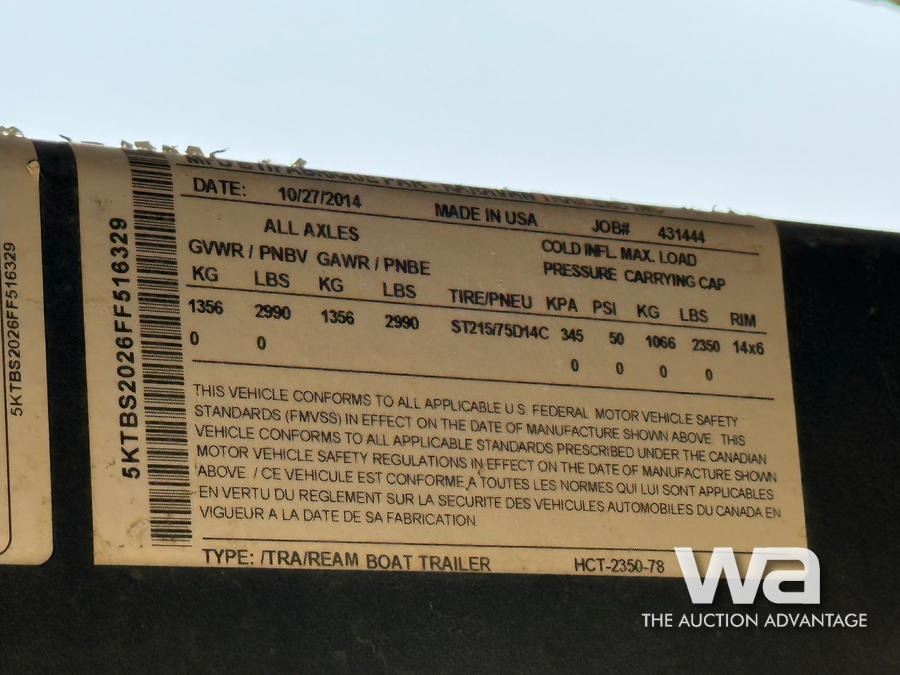 5KTBS2026FF516329
5KTBS2026FF516329
DATE: 10/27/2014 MADE IN USA JOB# 431444
ALL AXLES COLD INFL. MAX. LOAD
GVWR / PNBV GAWR / PNBE PRESSURE CARRYING CAP
KG LBS KG LBS TIRE/PNEU KPA PSI KG LBS RIM
1356 2990 1356 2990 ST215/75D14C 345 50 1066 2350 14x6
0 0 0 0 0 0
THIS VEHICLE CONFORMS TO ALL APPLICABLE U.S. FEDERAL MOTOR VEHICLE SAFETY
STANDARDS (FMVSS) IN EFFECT ON THE DATE OF MANUFACTURE SHOWN ABOVE. THIS
VEHICLE CONFORMS TO ALL APPLICABLE STANDARDS PRESCRIBED UNDER THE CANADIAN
MOTOR VEHICLE SAFETY REGULATIONS IN EFFECT ON THE DATE OF MANUFACTURE SHOWN
ABOVE. / CE VEHICULE EST CONFORME A TOUTES LES NORMES QUI LUI SONT APPLICABLES
EN VERTU DU REGLEMENT SUR LA SECURITE DES VEHICULES AUTOMOBILES DU CANADA EN
VIGUEUR A LA DATE DE SA FABRICATION.
TYPE: /TRA/REAM BOAT TRAILER HCT-2350-78
wa
THE AUCTION ADVANTAGE